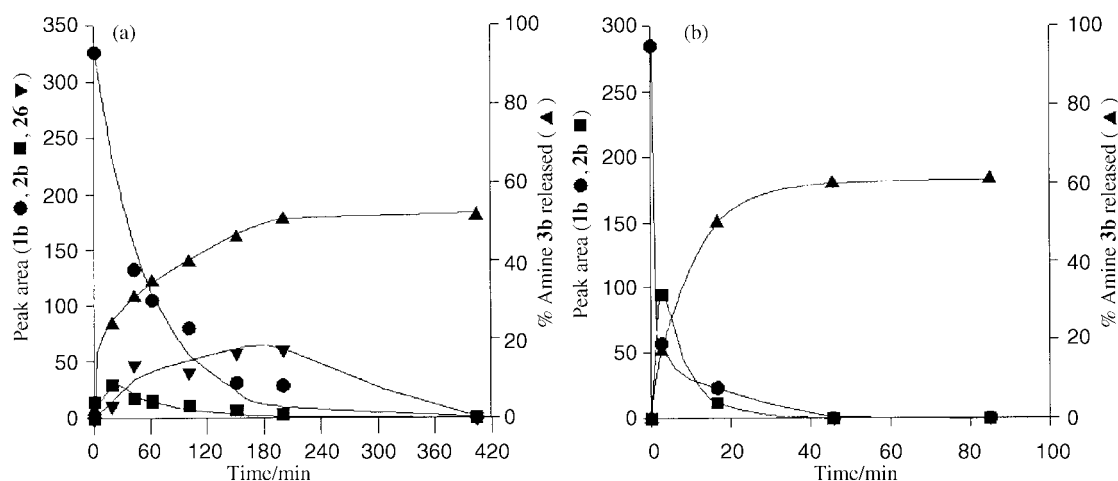 (a)
Peak area (1b ●, 2b ■, 26 ▼)
350
300
250
200
150
100
50
0
0 60 120 180 240 300 360 420
Time/min
100
80
60
40
20
0
% Amine 3b released (▲)
(b)
Peak area (1b ●, 2b ■)
300
250
200
150
100
50
0
0 20 40 60 80 100
Time/min
100
80
60
40
20
0
% Amine 3b released (▲)